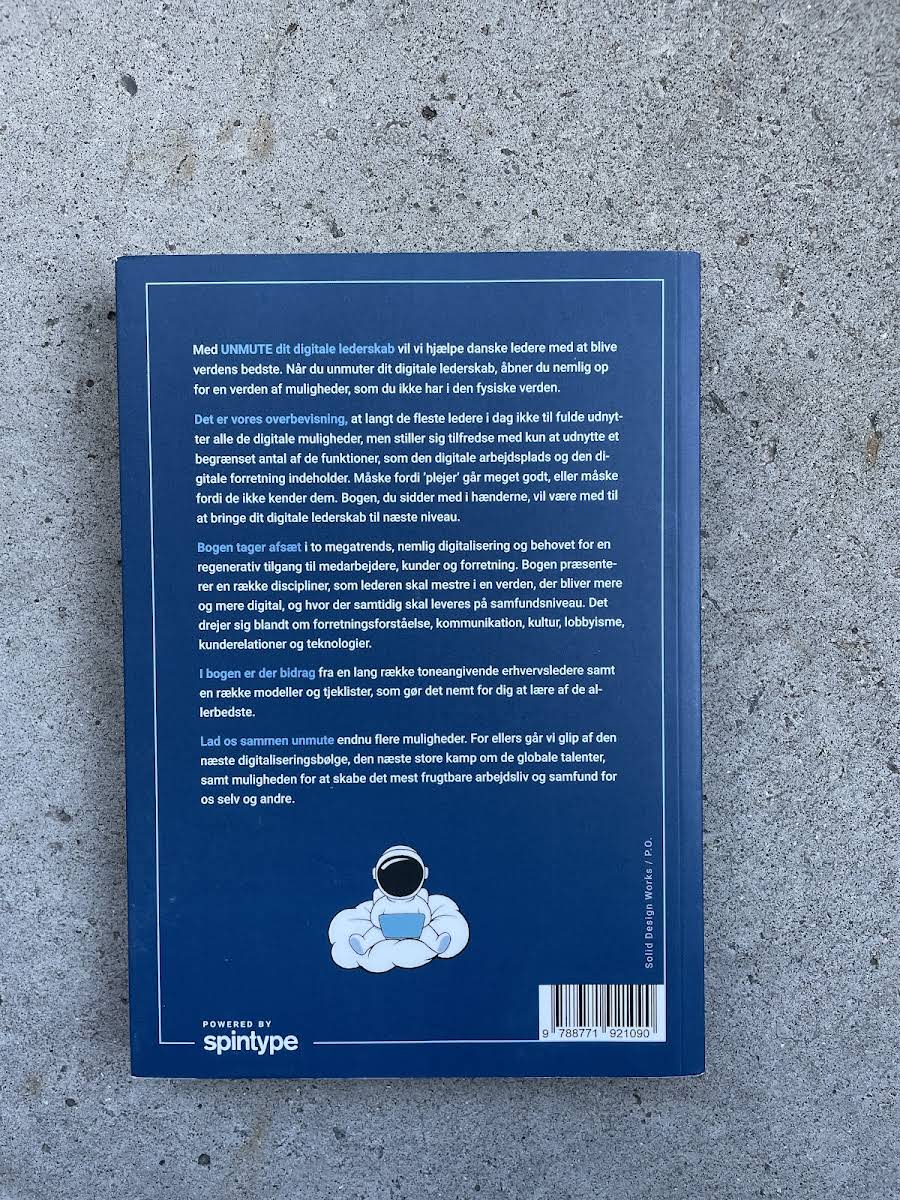 Med UNMUTE dit digitale lederskab vil vi hjælpe danske ledere med at blive
verdens bedste. Når du unmuter dit digitale lederskab, åbner du nemlig op
for en verden af muligheder, som du ikke har i den fysiske verden.
Det er vores overbevisning, at langt de fleste ledere i dag ikke til fulde udnyt-
ter alle de digitale muligheder, men stiller sig tilfredse med kun at udnytte et
begrænset antal af de funktioner, som den digitale arbejdsplads og den di-
gitale forretning indeholder. Måske fordi ’plejer’ går meget godt, eller måske
fordi de ikke kender dem. Bogen, du sidder med i hænderne, vil være med til
at bringe dit digitale lederskab til næste niveau.
Bogen tager afsæt i to megatrends, nemlig digitalisering og behovet for en
regenerativ tilgang til medarbejdere, kunder og forretning. Bogen præsente-
rer en række discipliner, som lederen skal mestre i en verden, der bliver mere
og mere digital, og hvor der samtidig skal leveres på samfundsniveau. Det
drejer sig blandt om forretningsforståelse, kommunikation, kultur, lobbyisme,
kunderelationer og teknologier.
I bogen er der bidrag fra en lang række toneangivende erhvervsledere samt
en række modeller og tjeklister, som gør det nemt for dig at lære af de al-
lerbedste.
Lad os sammen unmute endnu flere muligheder. For ellers går vi glip af den
næste digitaliseringsbølge, den næste store kamp om de globale talenter,
samt muligheden for at skabe det mest frugtbare arbejdsliv og samfund for
os selv og andre.
Solid Design Works / P.O.
POWERED BY
spintype
9 788771 921090